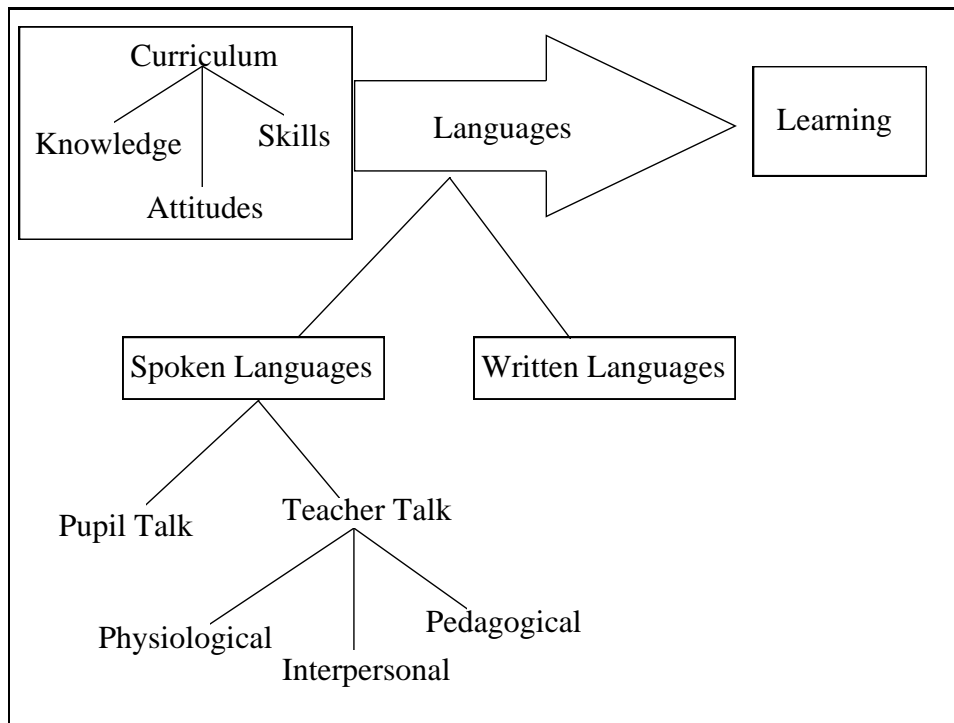 Curriculum
Knowledge
Skills
Attitudes
Languages
Learning
Spoken Languages
Written Languages
Pupil Talk
Teacher Talk
Physiological
Interpersonal
Pedagogical